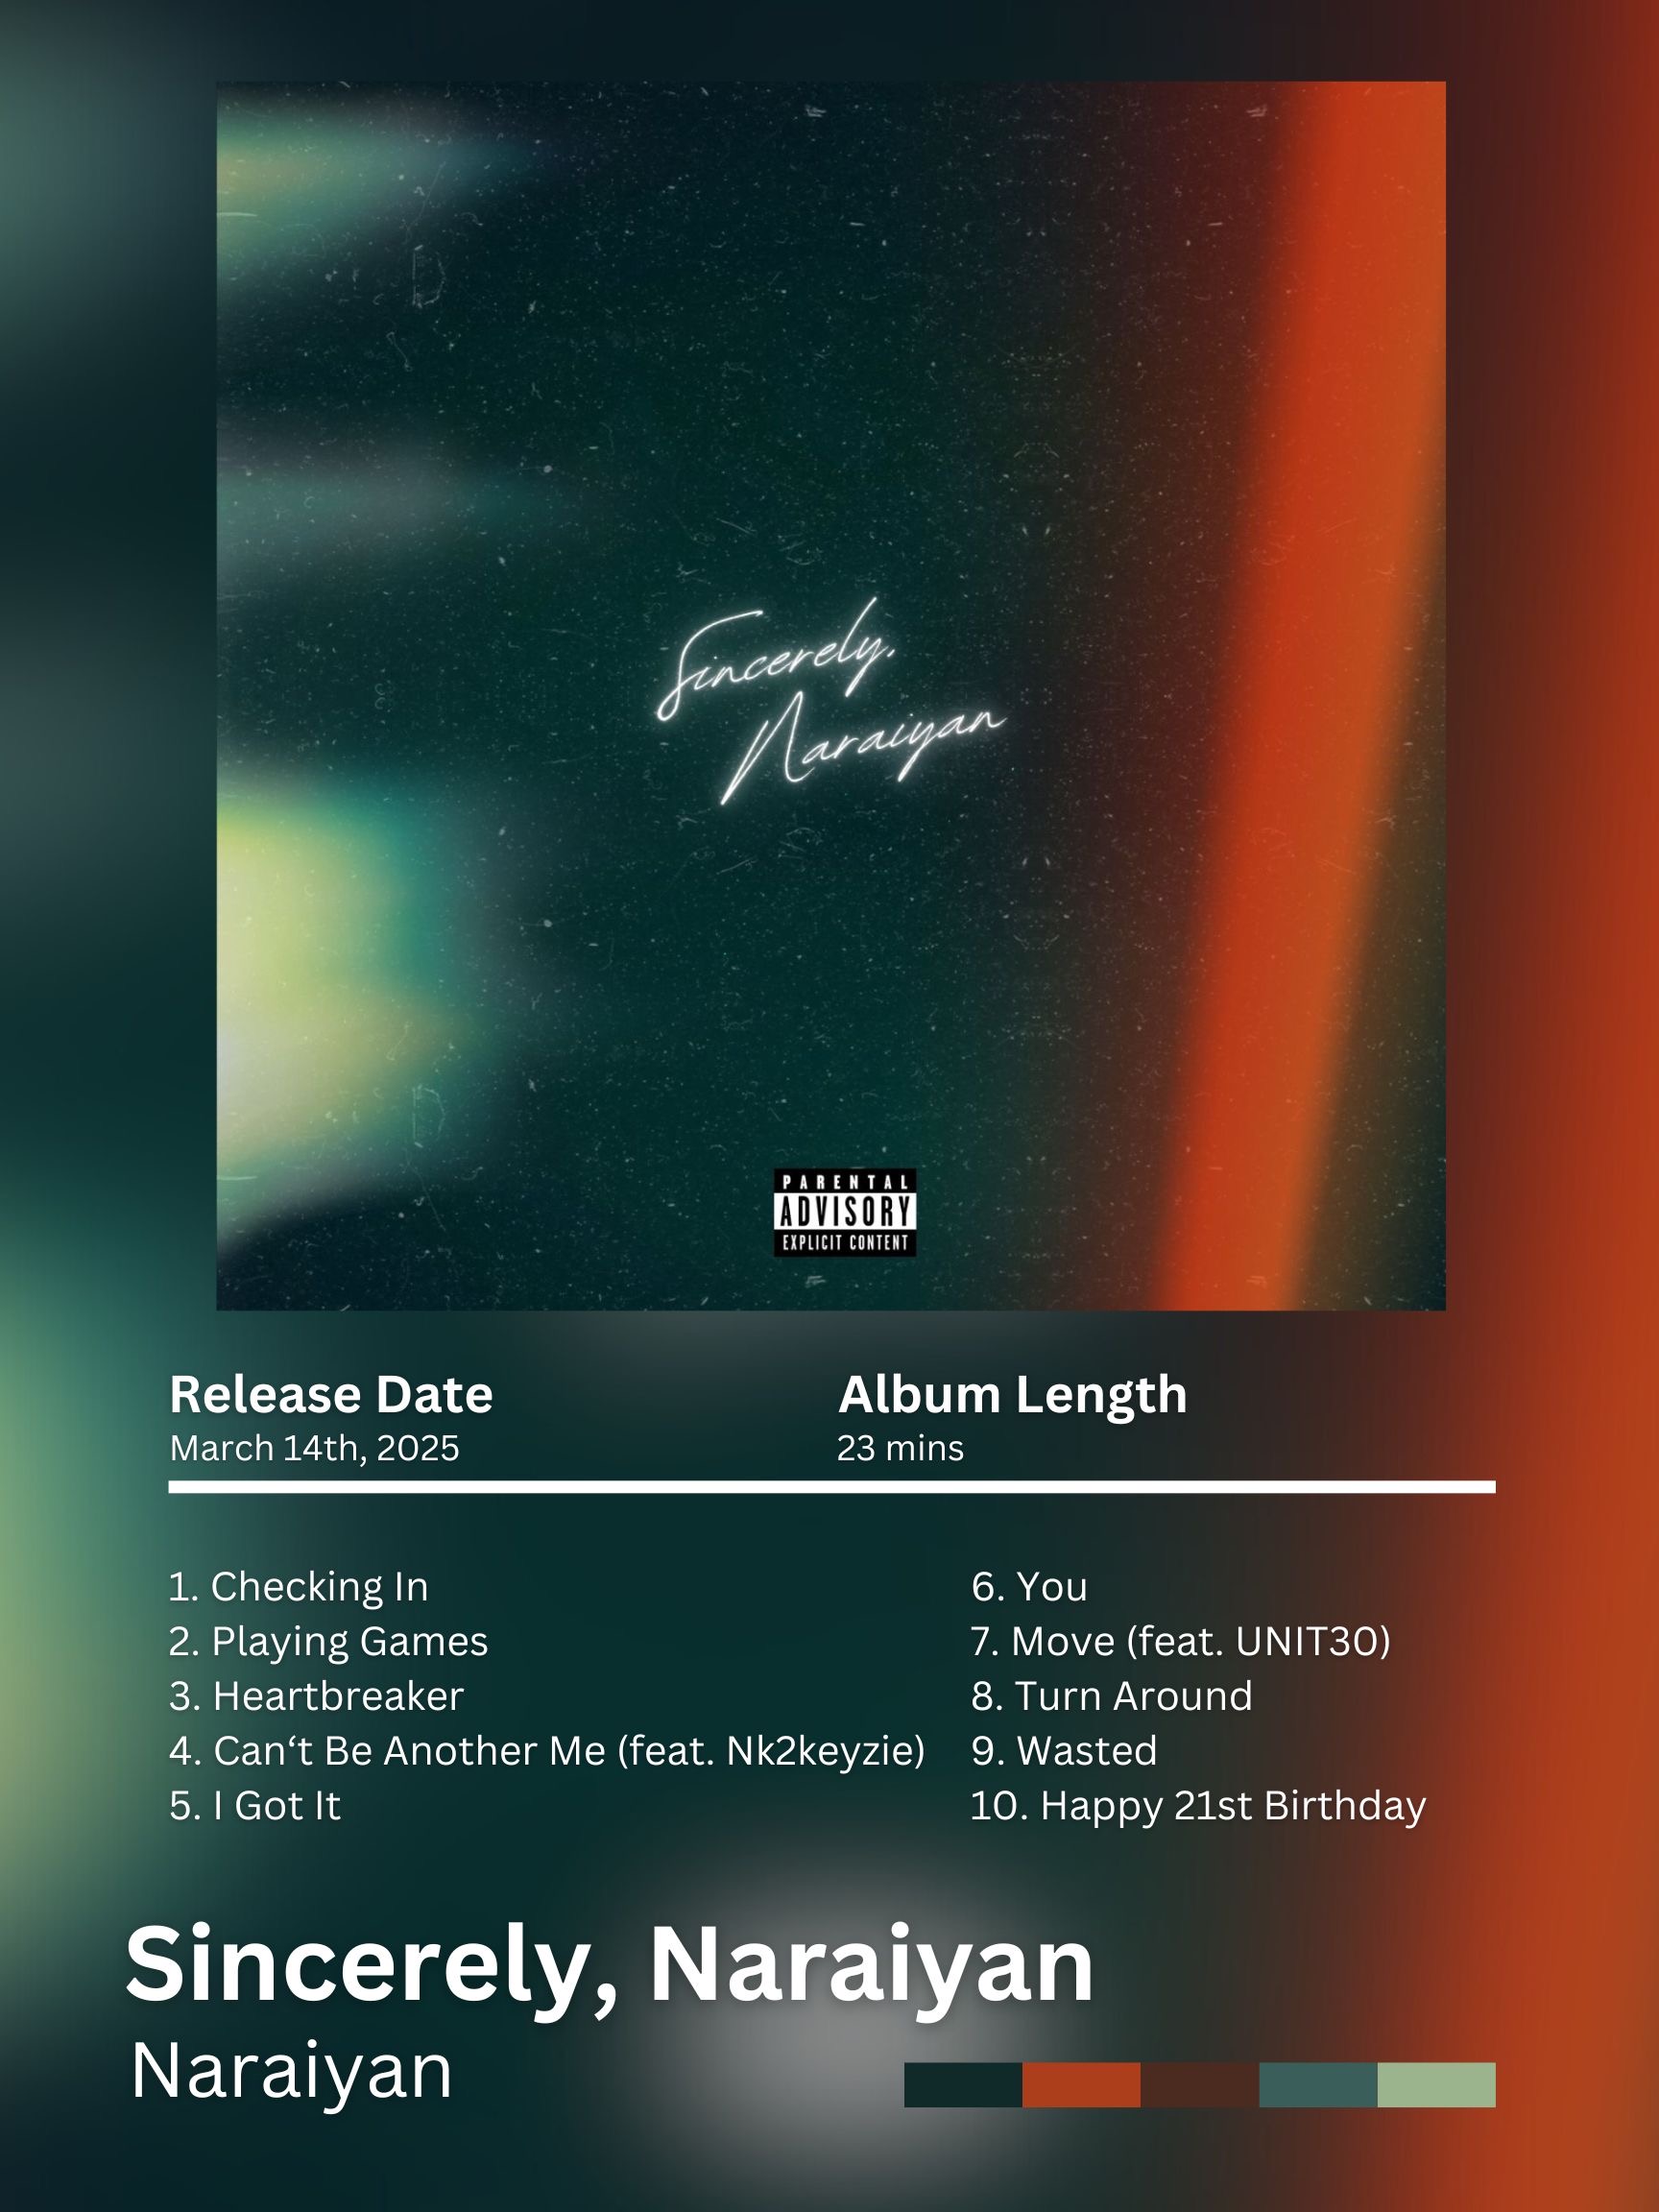 Sincerely,
Naraiyan
PARENTAL
ADVISORY
EXPLICIT CONTENT
Release Date
March 14th, 2025
Album Length
23 mins
1. Checking In
2. Playing Games
3. Heartbreaker
4. Can‘t Be Another Me (feat. Nk2keyzie)
5. I Got It
6. You
7. Move (feat. UNIT30)
8. Turn Around
9. Wasted
10. Happy 21st Birthday
Sincerely, Naraiyan
Naraiyan